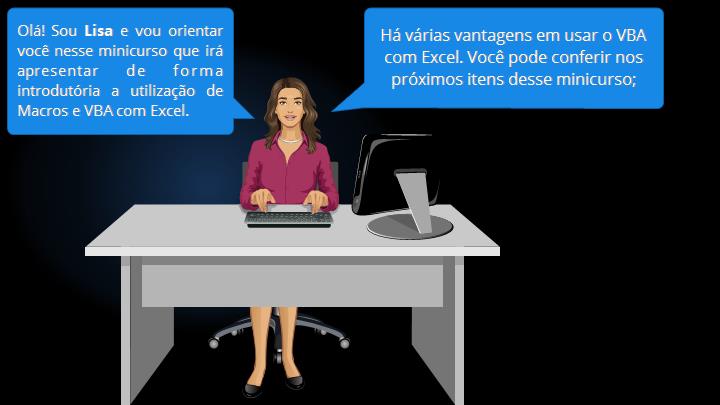 Olá! Sou Lisa e vou orientar
você nesse minicurso que irá
apresentar de forma
introdutória a utilização de
Macros e VBA com Excel.
Há várias vantagens em usar o VBA
com Excel. Você pode conferir nos
próximos itens desse minicurso;